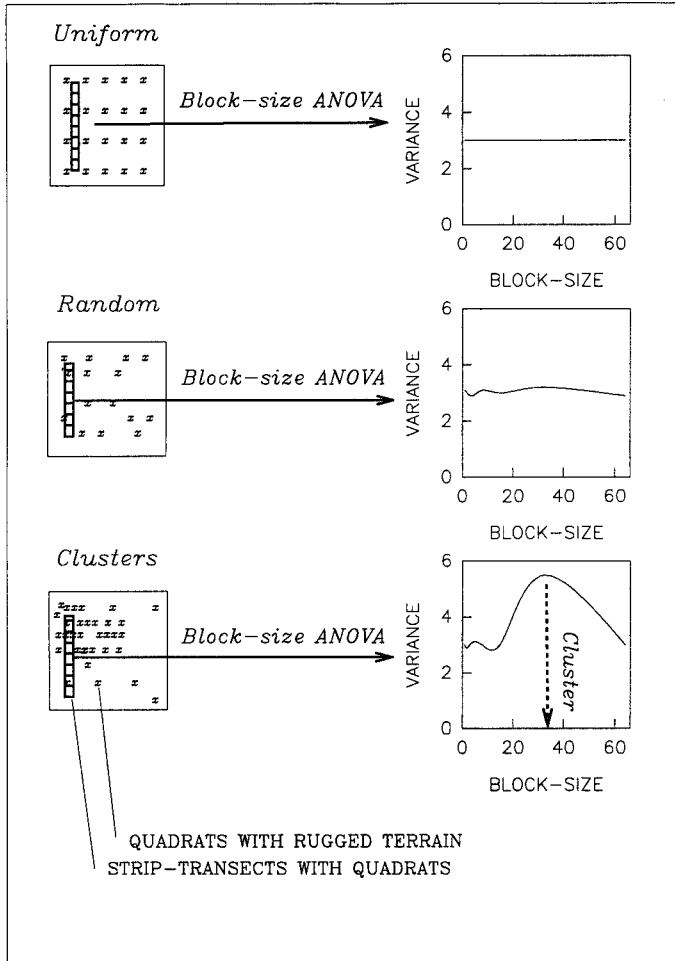 Uniform
Block-size ANOVA
VARIANCE
6
4
2
0
0 20 40 60
BLOCK-SIZE
Random
Block-size ANOVA
VARIANCE
6
4
2
0
0 20 40 60
BLOCK-SIZE
Clusters
Block-size ANOVA
VARIANCE
6
4
2
0
Cluster
0 20 40 60
BLOCK-SIZE
QUADRATS WITH RUGGED TERRAIN
STRIP-TRANSECTS WITH QUADRATS